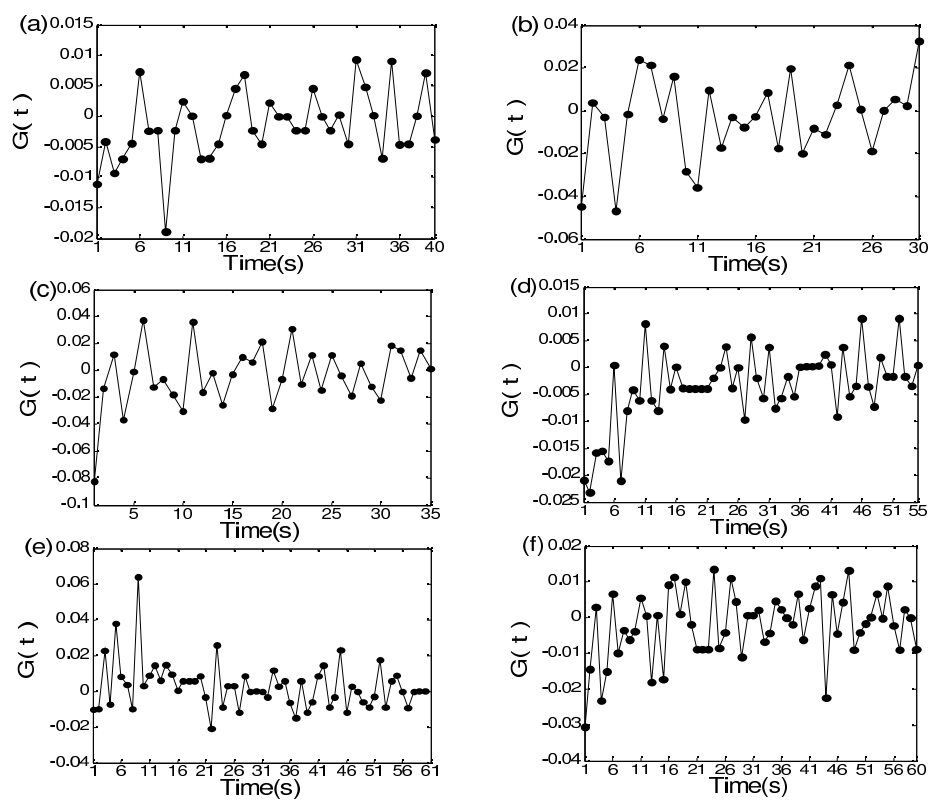 (a) 0.015
0.01
0.005
0
-0.005
-0.01
-0.015
-0.02
G( t )
1 6 11 16 21 26 31 36 40
Time(s)
(b) 0.04
0.02
0
-0.02
-0.04
-0.06
G( t )
1 6 11 16 21 26 30
Time(s)
(c) 0.06
0.04
0.02
0
-0.02
-0.04
-0.06
-0.08
-0.1
G( t )
5 10 15 20 25 30 35
Time(s)
(d) 0.015
0.01
0.005
0
-0.005
-0.01
-0.015
-0.02
-0.025
G( t )
1 6 11 16 21 26 31 36 41 46 51 55
Time(s)
(e) 0.08
0.06
0.04
0.02
0
-0.02
-0.04
G( t )
1 6 11 16 21 26 31 36 41 46 51 56 61
Time(s)
(f) 0.02
0.01
0
-0.01
-0.02
-0.03
-0.04
G( t )
1 6 11 16 21 26 31 36 41 46 51 56 60
Time(s)